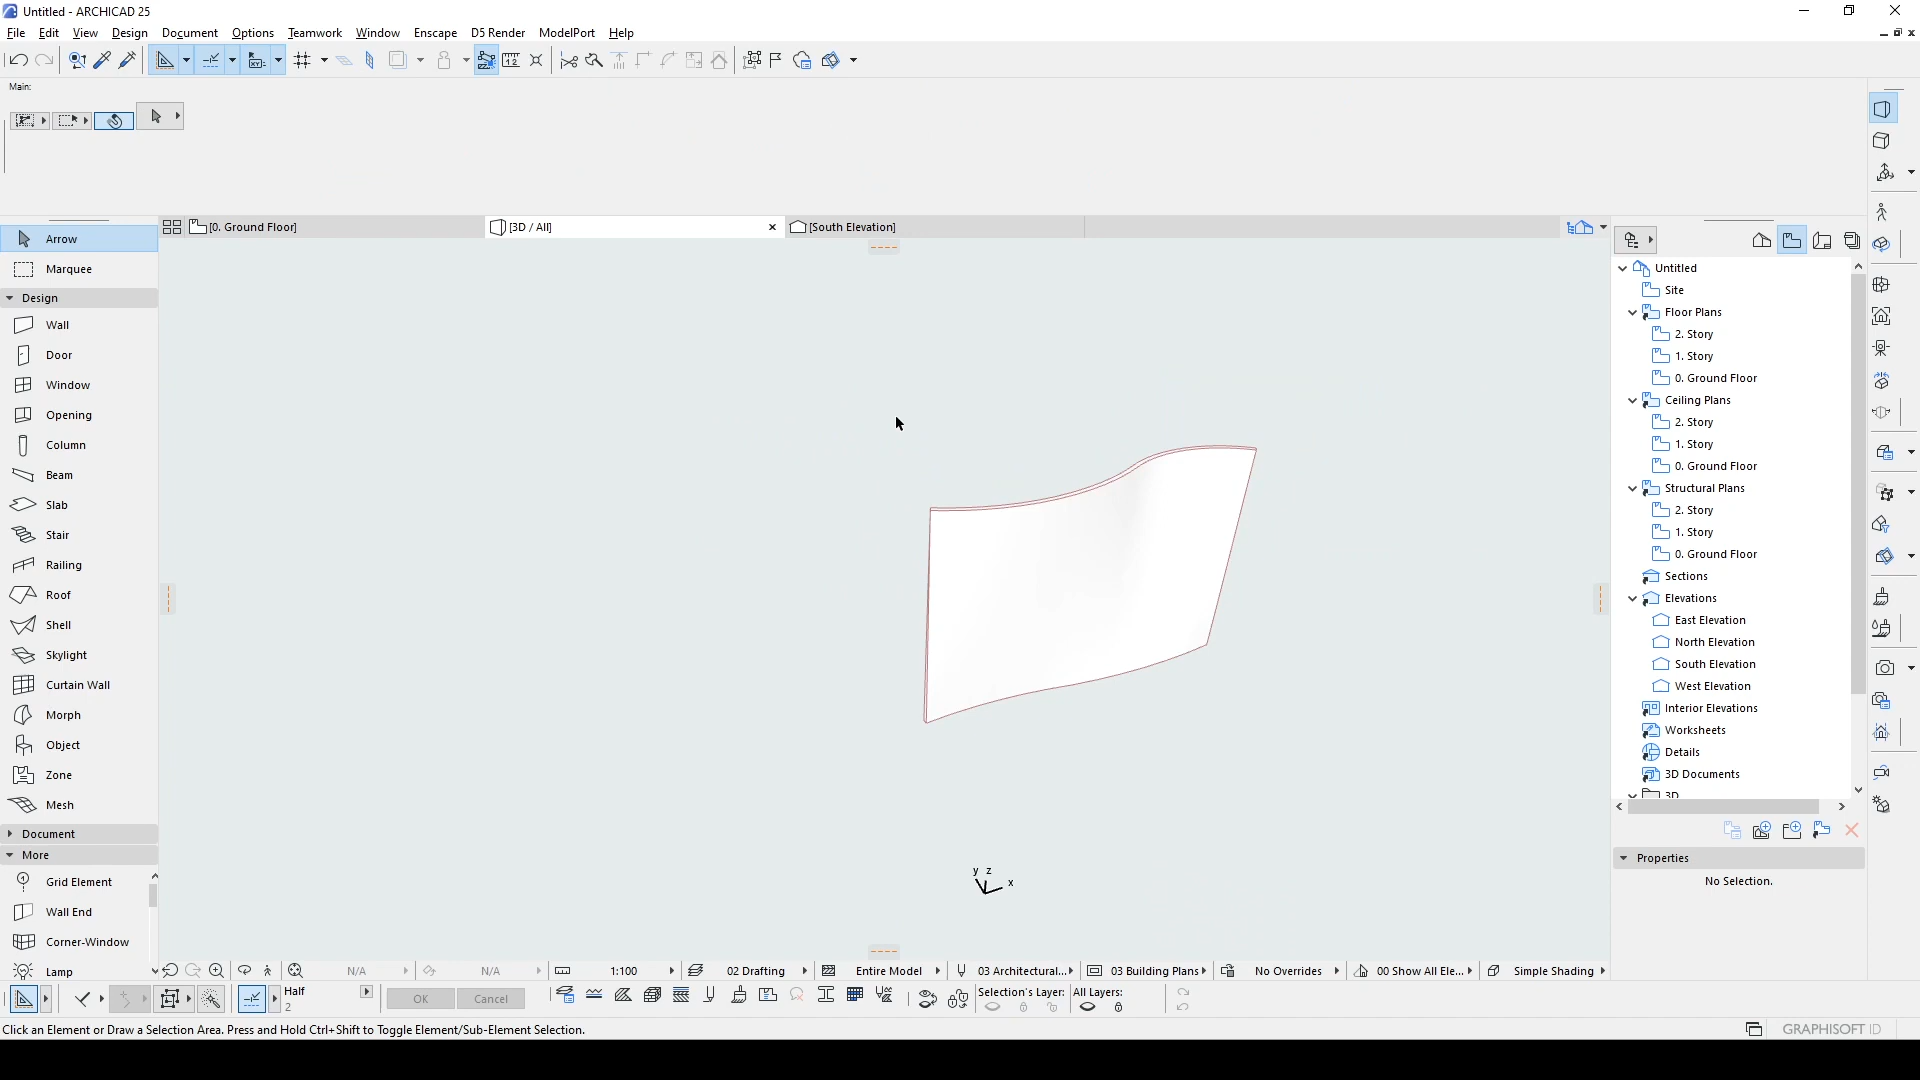 Untitled - ARCHICAD 25
File Edit View Design Document Options Teamwork Window Enscape D5 Render ModelPort Help
Main:
[0. Ground Floor]
[3D / All]
[South Elevation]
Arrow
Marquee
Design
Wall
Door
Window
Opening
Column
Beam
Slab
Stair
Railing
Roof
Shell
Skylight
Curtain Wall
Morph
Object
Zone
Mesh
Document
More
Grid Element
Wall End
Corner-Window
Lamp
y z
x
Untitled
Site
Floor Plans
2. Story
1. Story
0. Ground Floor
Ceiling Plans
2. Story
1. Story
0. Ground Floor
Structural Plans
2. Story
1. Story
0. Ground Floor
Sections
Elevations
East Elevation
North Elevation
South Elevation
West Elevation
Interior Elevations
Worksheets
Details
3D Documents
3D
Properties
No Selection.
N/A N/A 1:100 02 Drafting Entire Model 03 Architectural... 03 Building Plans No Overrides 00 Show All Ele... Simple Shading
Half
2
OK Cancel
Selection's Layer: All Layers:
Click an Element or Draw a Selection Area. Press and Hold Ctrl+Shift to Toggle Element/Sub-Element Selection.
GRAPHISOFT ID